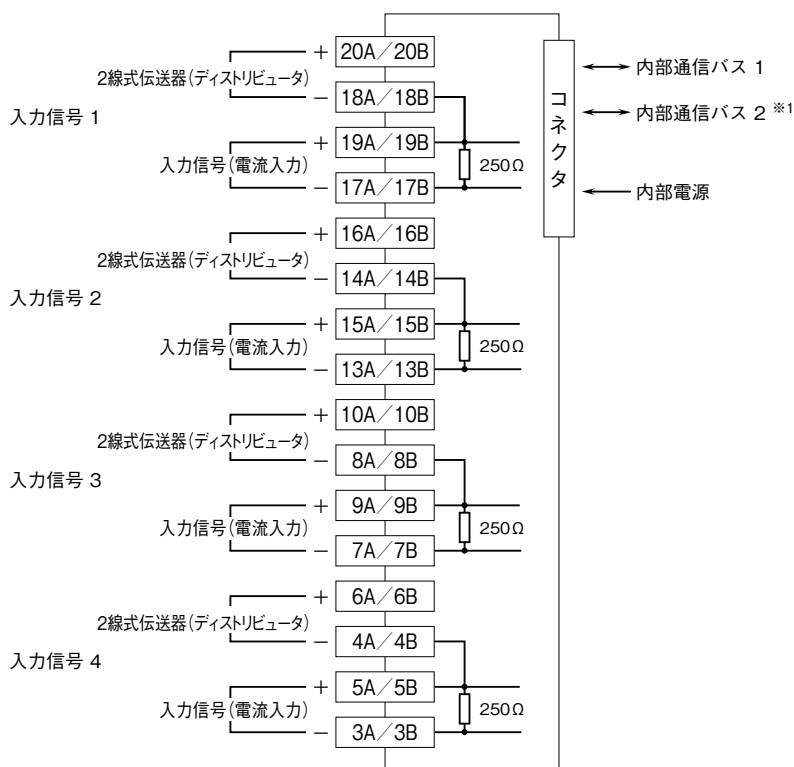 入力信号 1
2線式伝送器(ディストリビュータ)
+ 20A/20B
− 18A/18B
入力信号(電流入力)
+ 19A/19B
− 17A/17B
250Ω
入力信号 2
2線式伝送器(ディストリビュータ)
+ 16A/16B
− 14A/14B
入力信号(電流入力)
+ 15A/15B
− 13A/13B
250Ω
入力信号 3
2線式伝送器(ディストリビュータ)
+ 10A/10B
− 8A/8B
入力信号(電流入力)
+ 9A/9B
− 7A/7B
250Ω
入力信号 4
2線式伝送器(ディストリビュータ)
+ 6A/6B
− 4A/4B
入力信号(電流入力)
+ 5A/5B
− 3A/3B
250Ω
コネクタ
内部通信バス 1
内部通信バス 2 ※1
内部電源